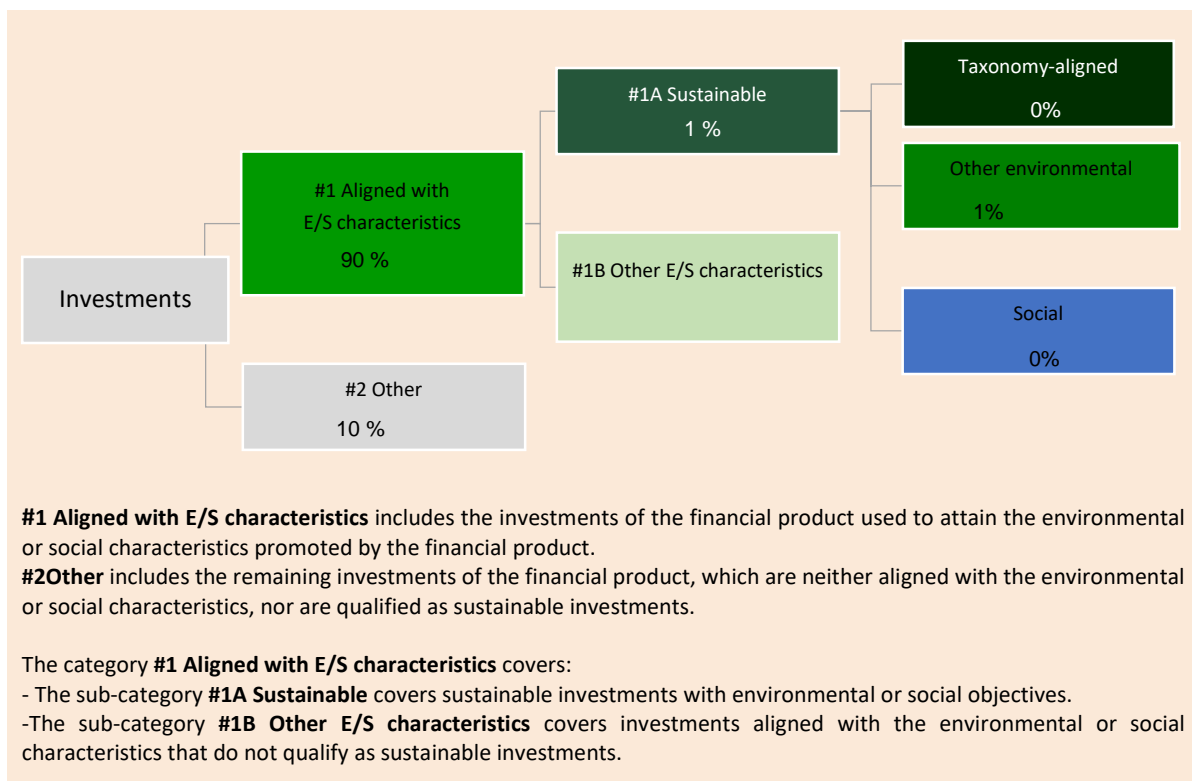 Taxonomy-aligned
0%
#1A Sustainable
1 %
Other environmental
1%
#1 Aligned with
E/S characteristics
90 %
#1B Other E/S characteristics
Investments
Social
0%
#2 Other
10 %
#1 Aligned with E/S characteristics includes the investments of the financial product used to attain the environmental
or social characteristics promoted by the financial product.
#2Other includes the remaining investments of the financial product, which are neither aligned with the environmental
or social characteristics, nor are qualified as sustainable investments.
The category #1 Aligned with E/S characteristics covers:
- The sub-category #1A Sustainable covers sustainable investments with environmental or social objectives.
-The sub-category #1B Other E/S characteristics covers investments aligned with the environmental or social
characteristics that do not qualify as sustainable investments.